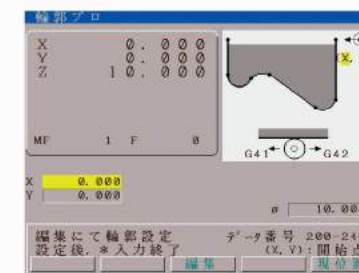 輪郭プロ
X 0.000
Y 0.000
Z 10.000
MF 1 F 0
(X,
G41 G42
X 0.000
Y 0.000
ø 10.00
編集にて輪郭設定 データ番号 200-24
設定後,*入力終了 (X,Y):開始点
編集 現位置